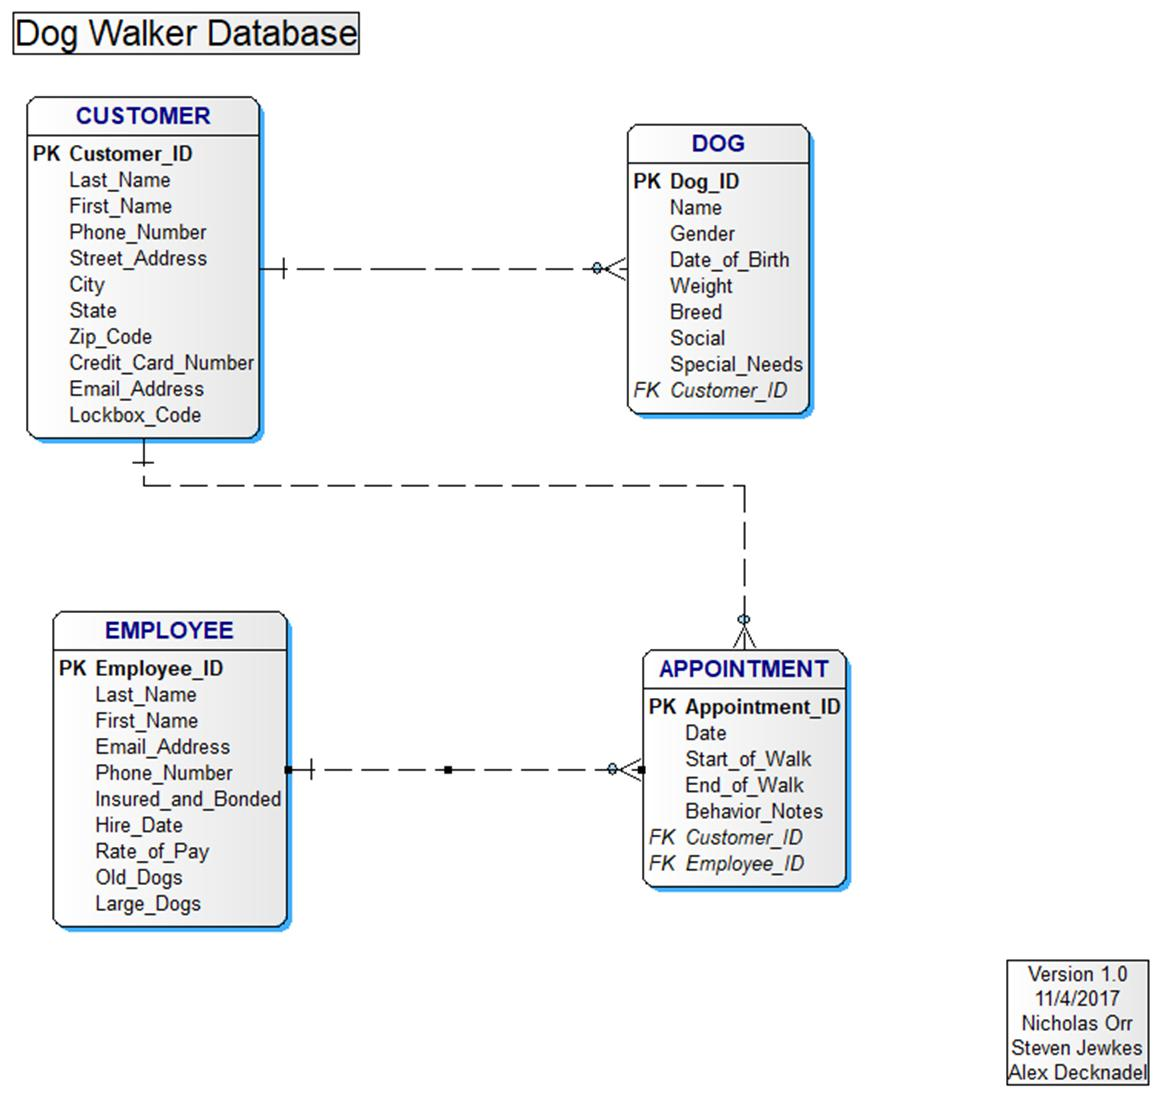 Dog Walker Database
CUSTOMER
PK Customer_ID
Last_Name
First_Name
Phone_Number
Street_Address
City
State
Zip_Code
Credit_Card_Number
Email_Address
Lockbox_Code
DOG
PK Dog_ID
Name
Gender
Date_of_Birth
Weight
Breed
Social
Special_Needs
FK Customer_ID
EMPLOYEE
PK Employee_ID
Last_Name
First_Name
Email_Address
Phone_Number
Insured_and_Bonded
Hire_Date
Rate_of_Pay
Old_Dogs
Large_Dogs
APPOINTMENT
PK Appointment_ID
Date
Start_of_Walk
End_of_Walk
Behavior_Notes
FK Customer_ID
FK Employee_ID
Version 1.0
11/4/2017
Nicholas Orr
Steven Jewkes
Alex Decknadel